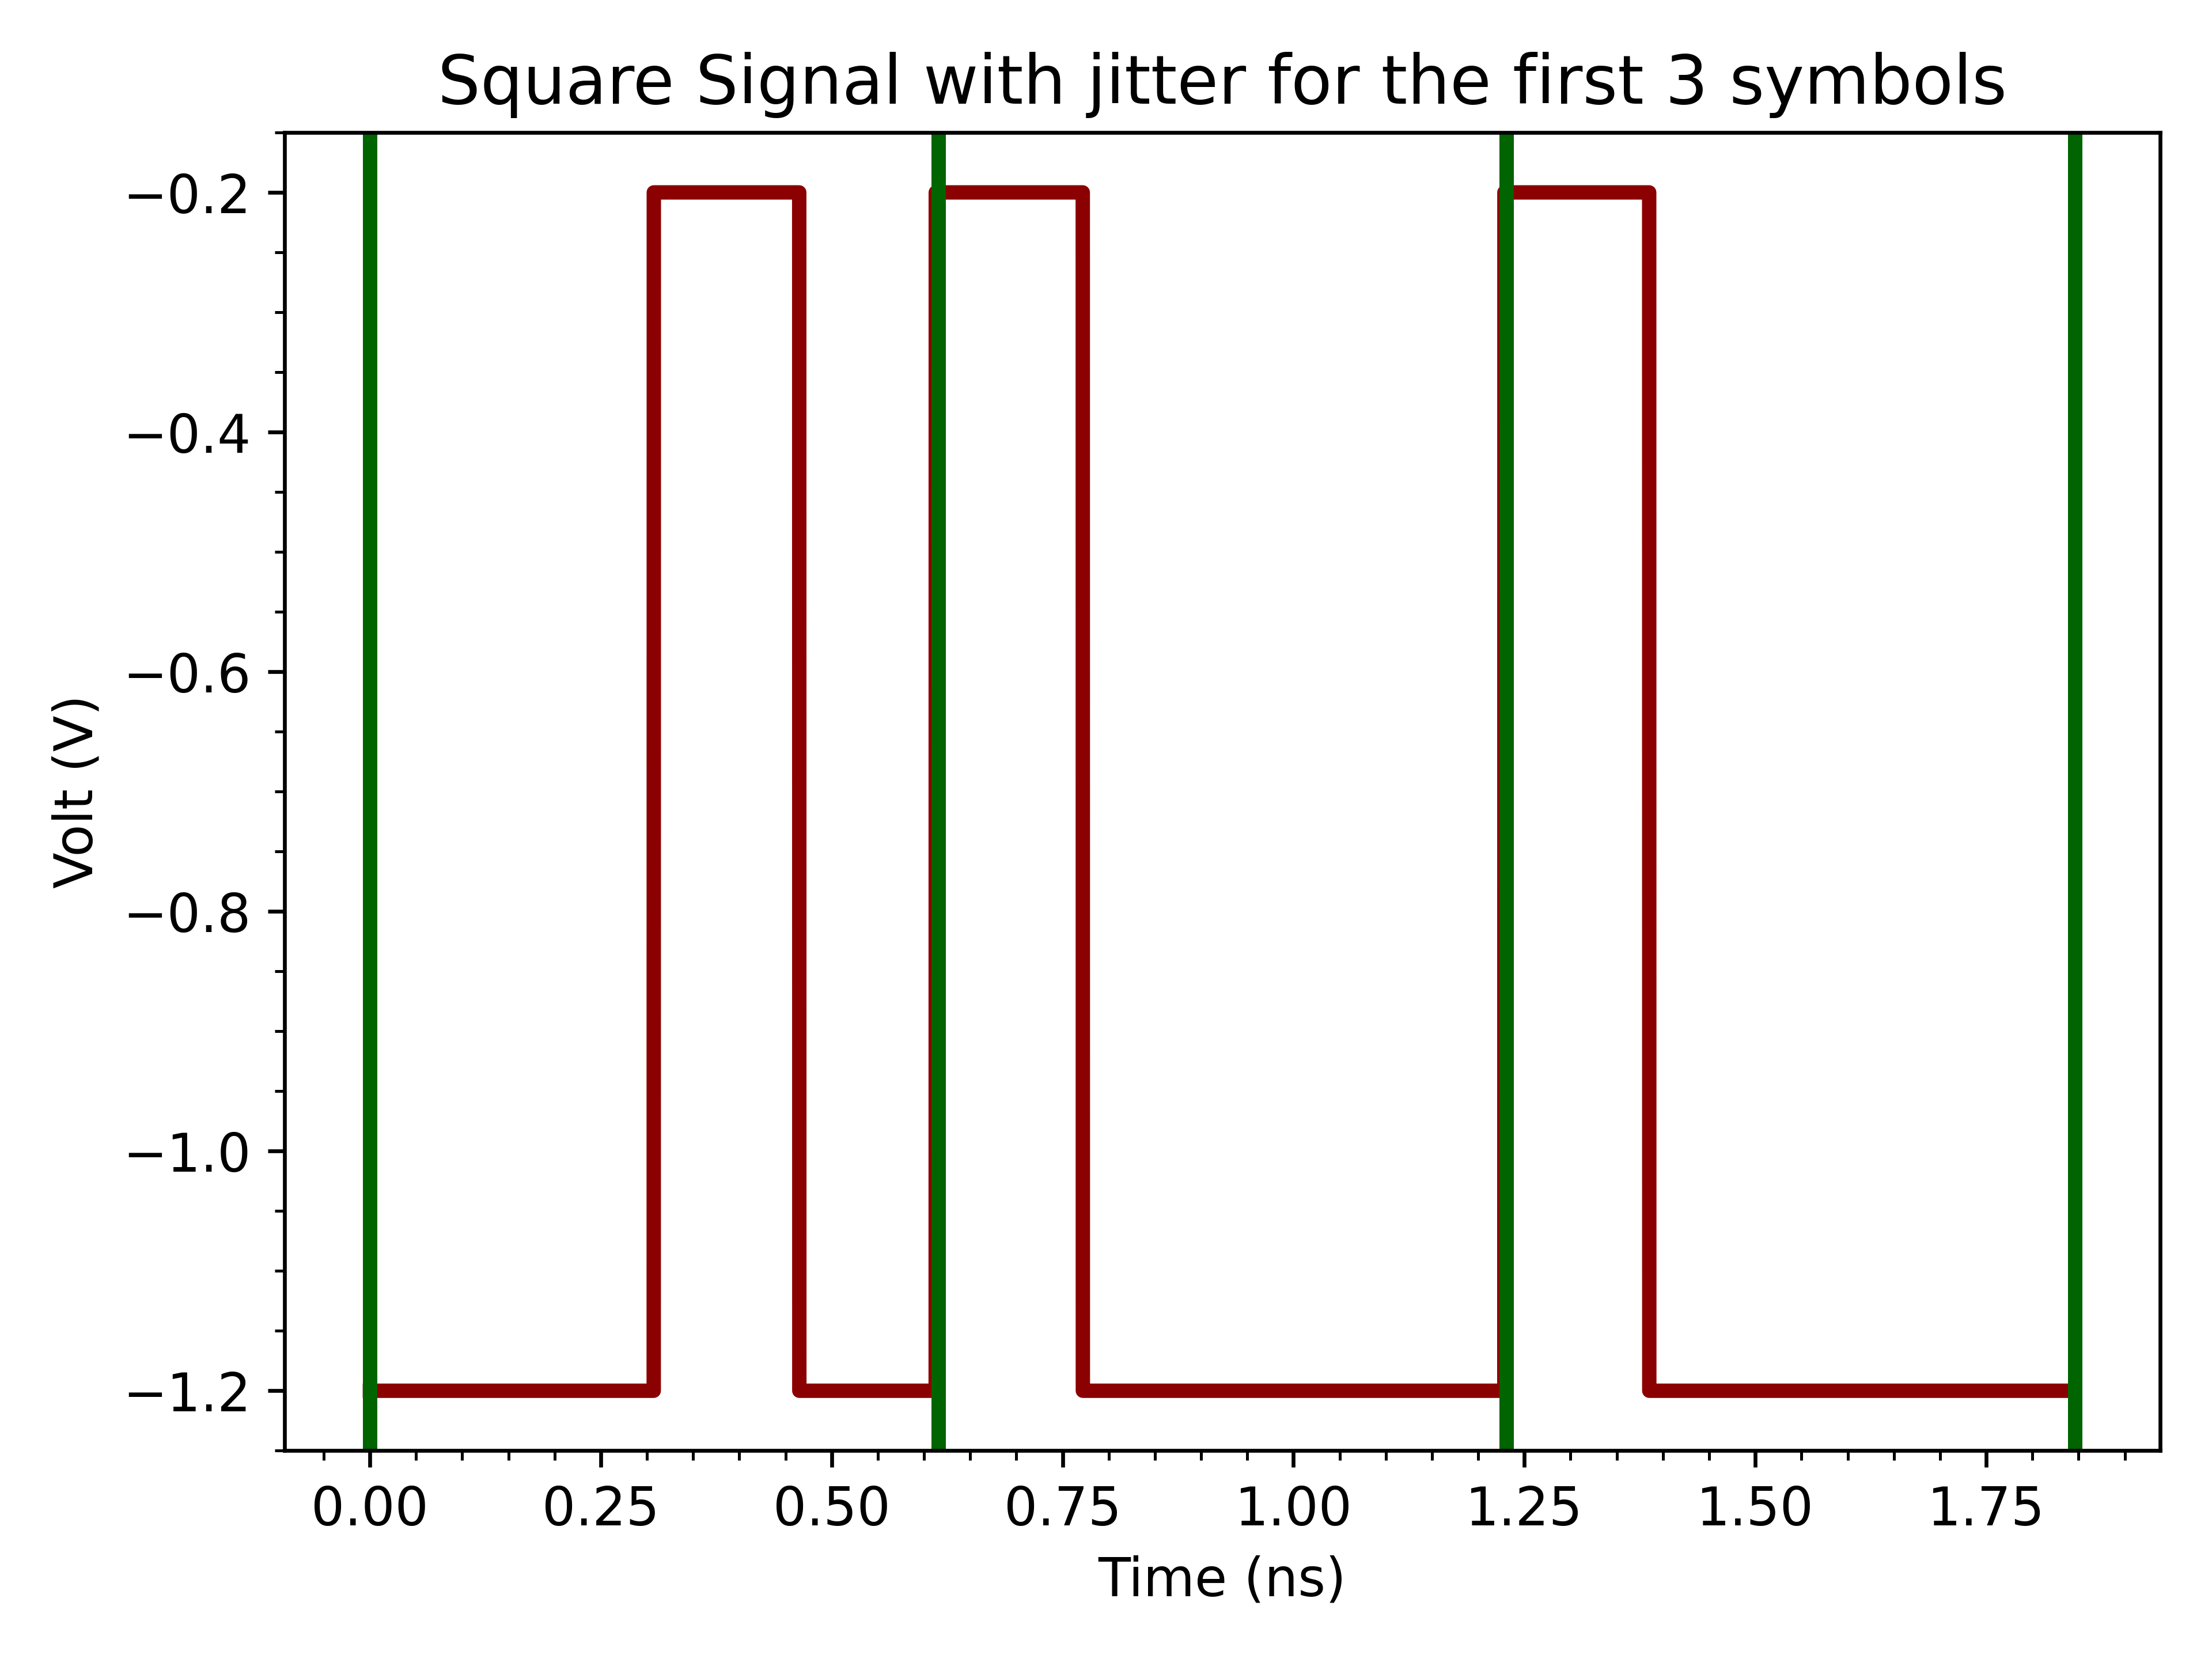 Square Signal with jitter for the first 3 symbols
−0.2
−0.4
−0.6
−0.8
−1.0
−1.2
Volt (V)
0.00 0.25 0.50 0.75 1.00 1.25 1.50 1.75
Time (ns)